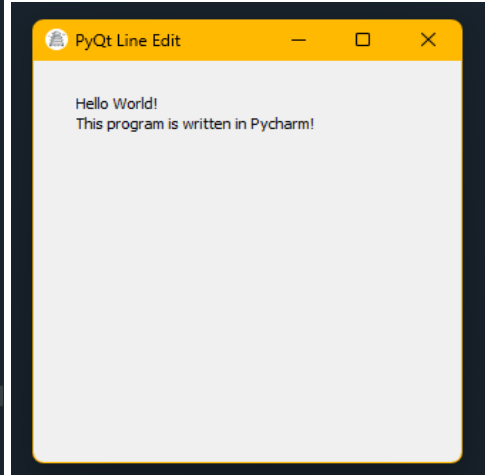 PyQt Line Edit
Hello World!
This program is written in Pycharm!